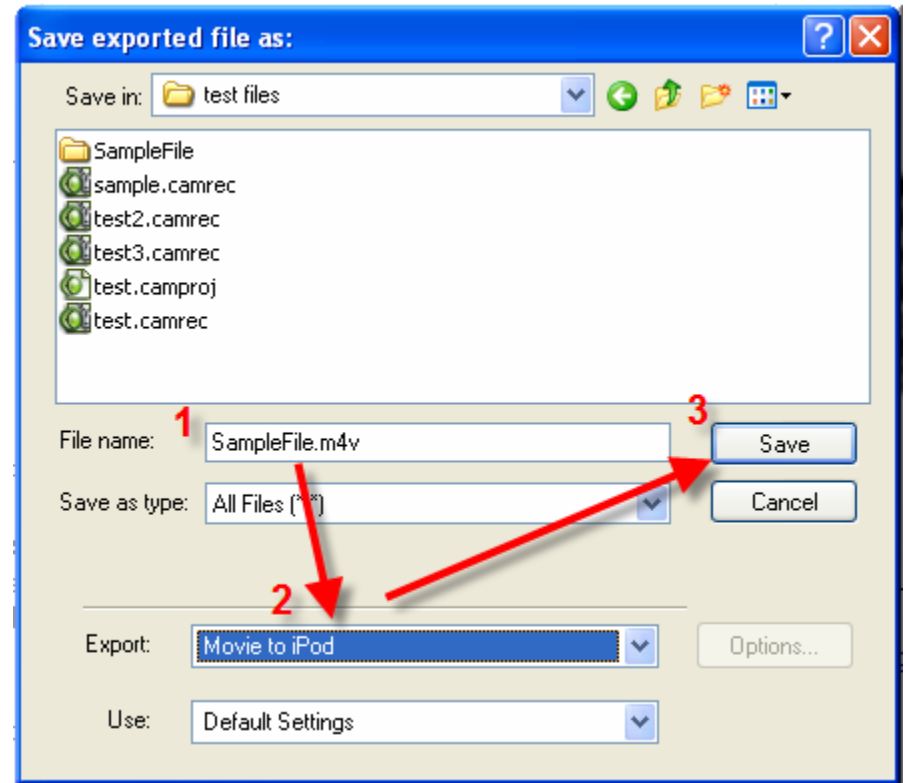 Save exported file as:
Save in: test files
SampleFile
sample.camrec
test2.camrec
test3.camrec
test.camproj
test.camrec
1
3
File name: SampleFile.m4v Save
Save as type: All Files (*.*) Cancel
2
Export: Movie to iPod Options...
Use: Default Settings